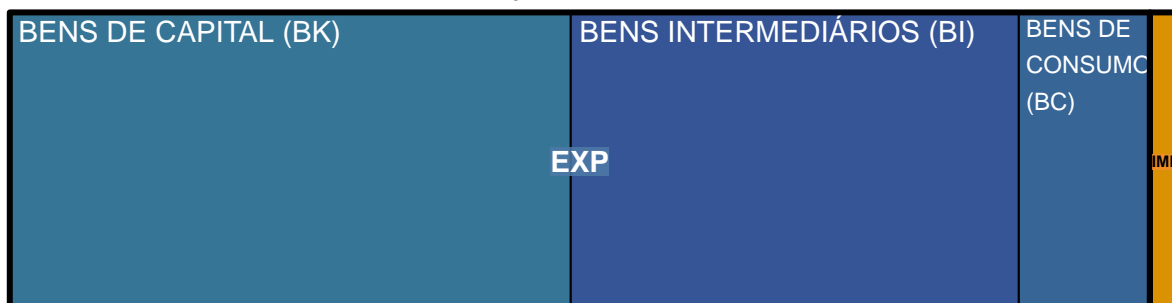 BENS DE CAPITAL (BK)
BENS INTERMEDIÁRIOS (BI)
BENS DE
CONSUMO
(BC)
EXP